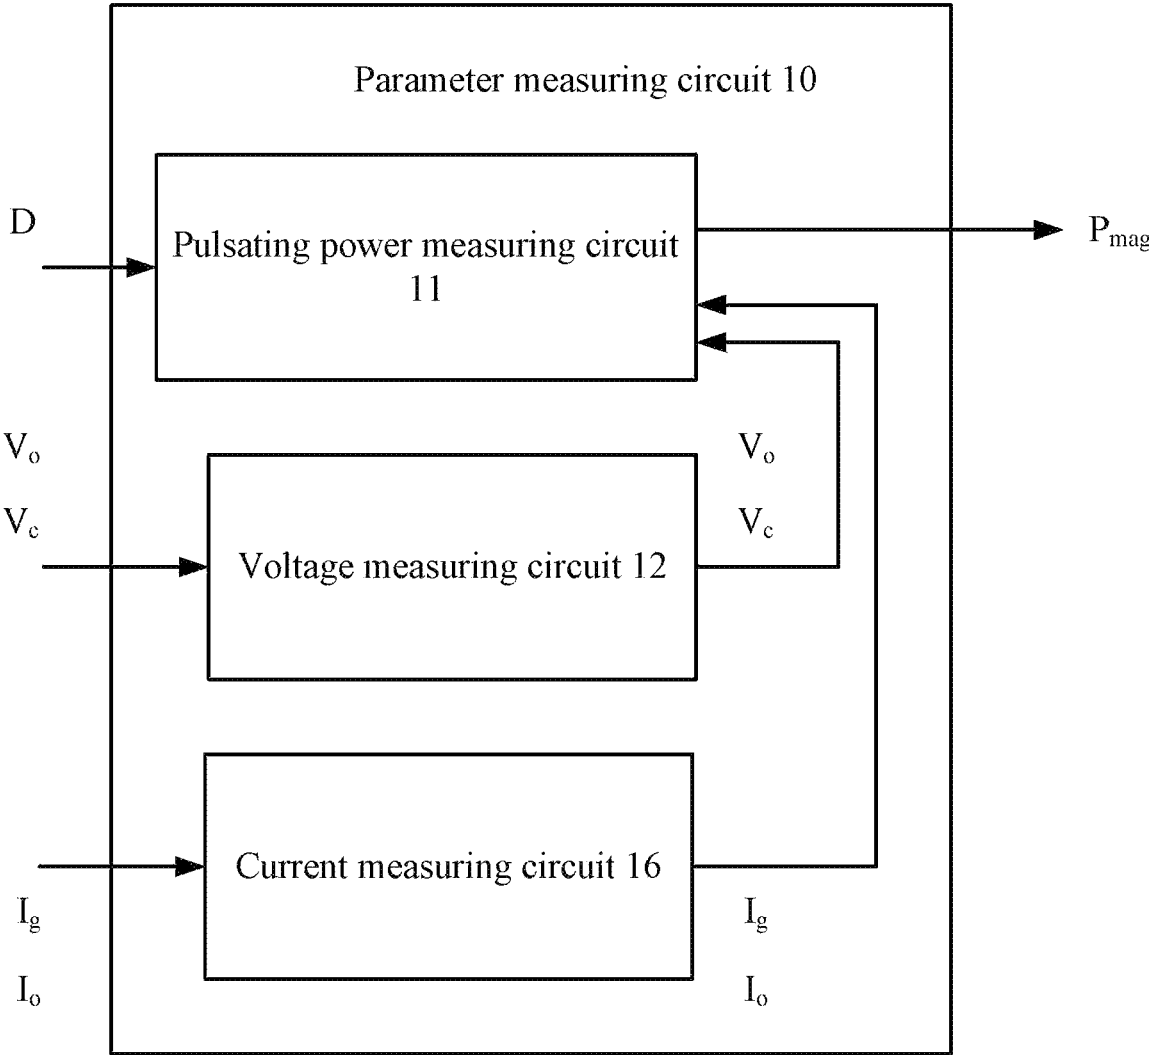 Parameter measuring circuit 10
D
Pulsating power measuring circuit
11
Pmag
Vo
Vc
Voltage measuring circuit 12
Vo
Vc
Current measuring circuit 16
Ig
Io
Ig
Io